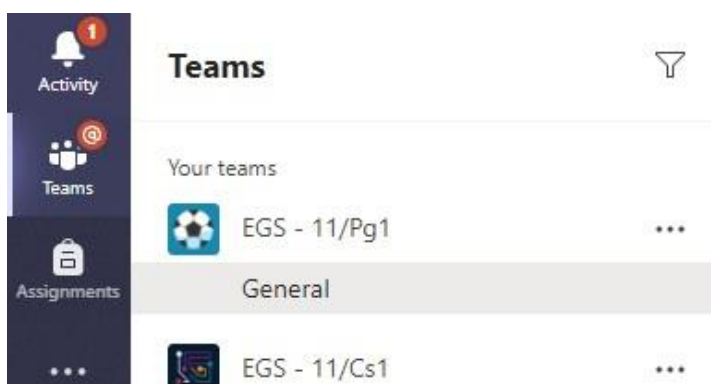 1
Activity
@
Teams
Assignments
Teams
Your teams
EGS - 11/Pg1
General
EGS - 11/Cs1